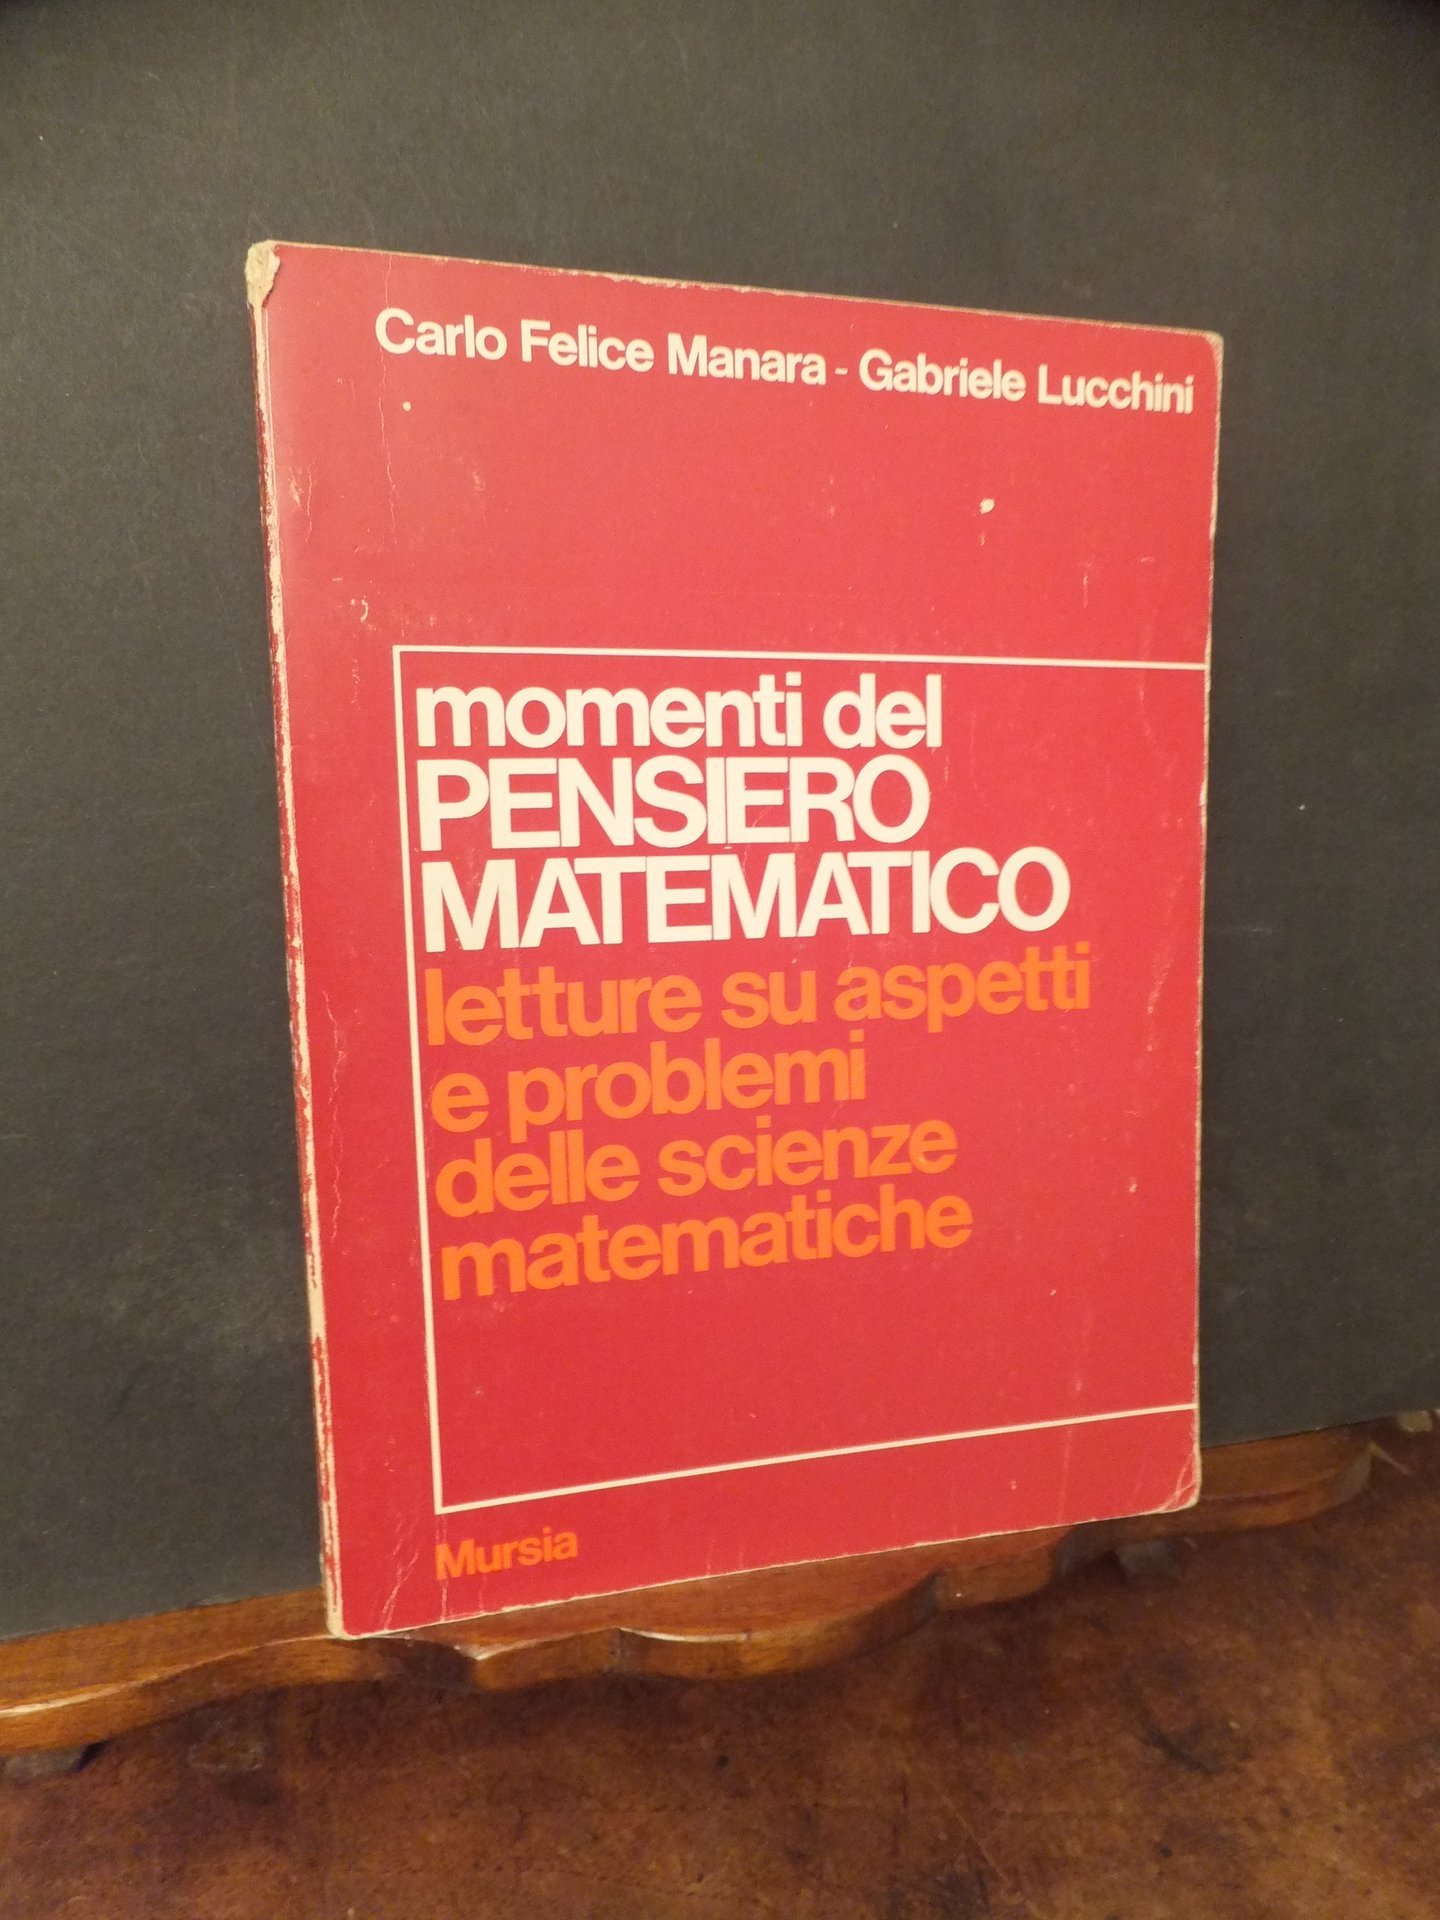 Carlo Felice Manara - Gabriele Lucchini
momenti del
PENSIERO
MATEMATICO
letture su aspetti
e problemi
delle scienze
matematiche
Mursia